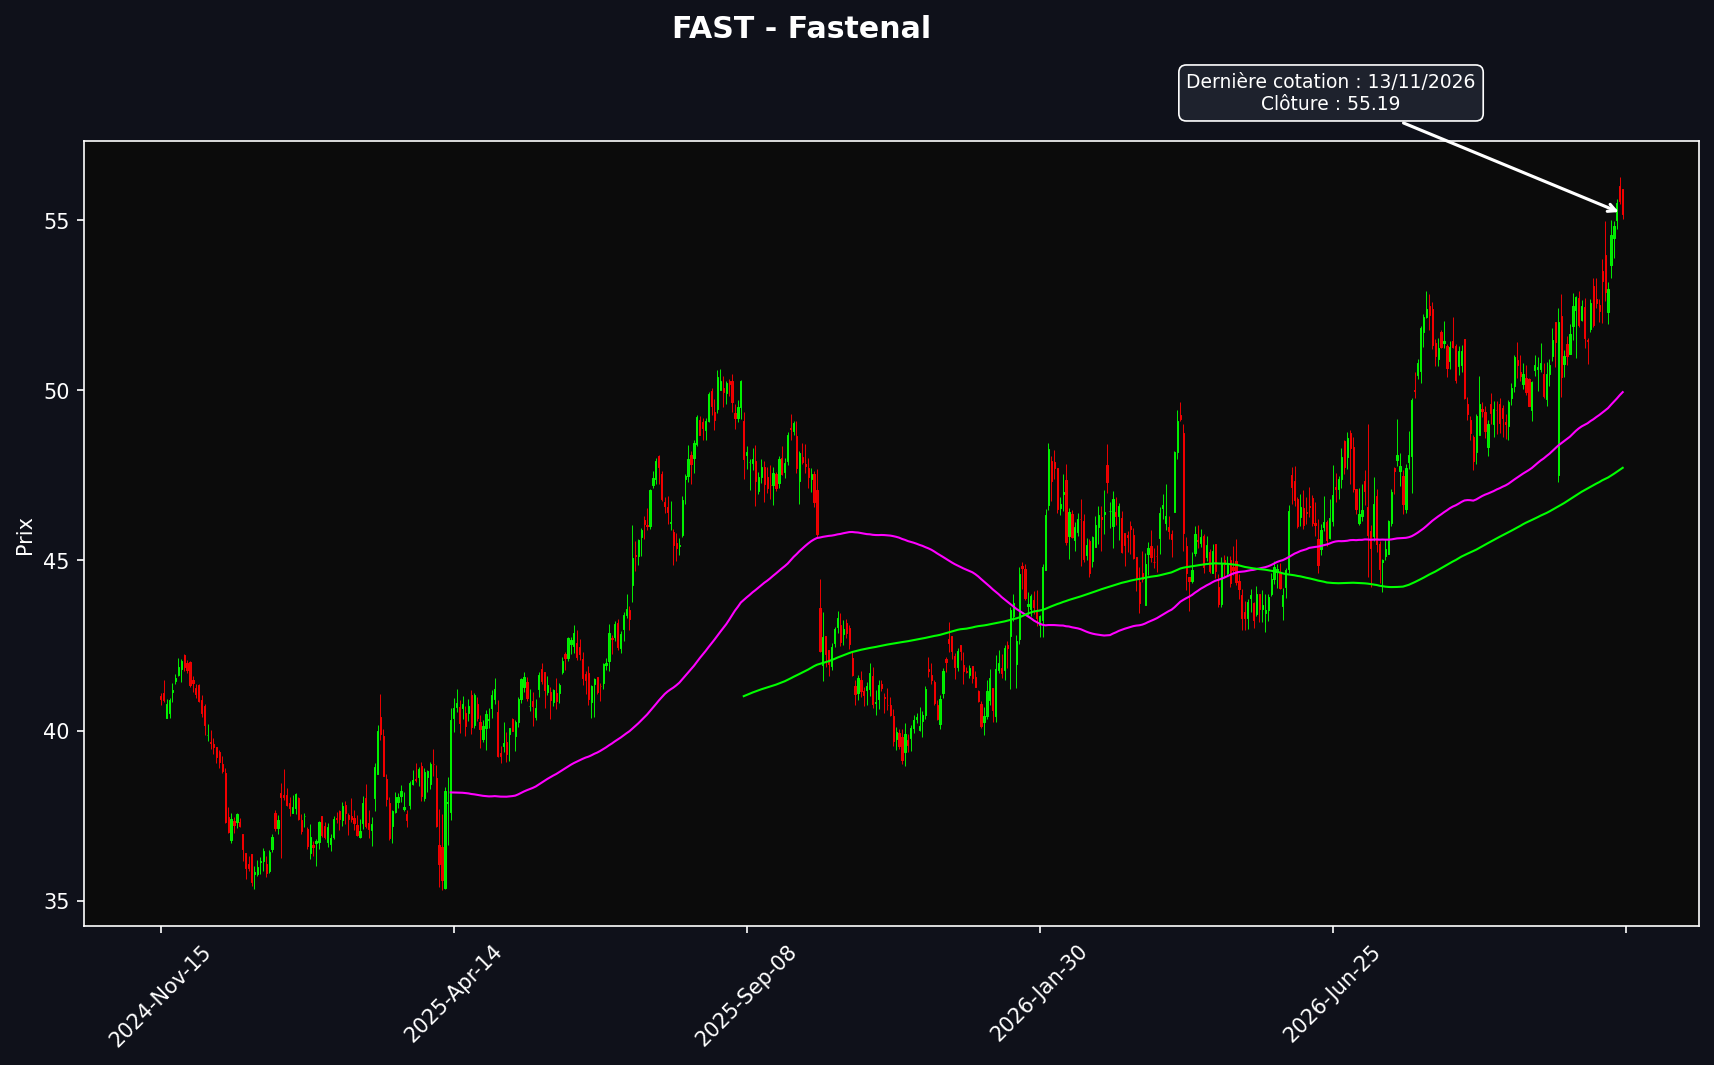 FAST - Fastenal
Dernière cotation : 13/11/2026
Clôture : 55.19
Prix
55
50
45
40
35
2024-Nov-15
2025-Apr-14
2025-Sep-08
2026-Jan-30
2026-Jun-25